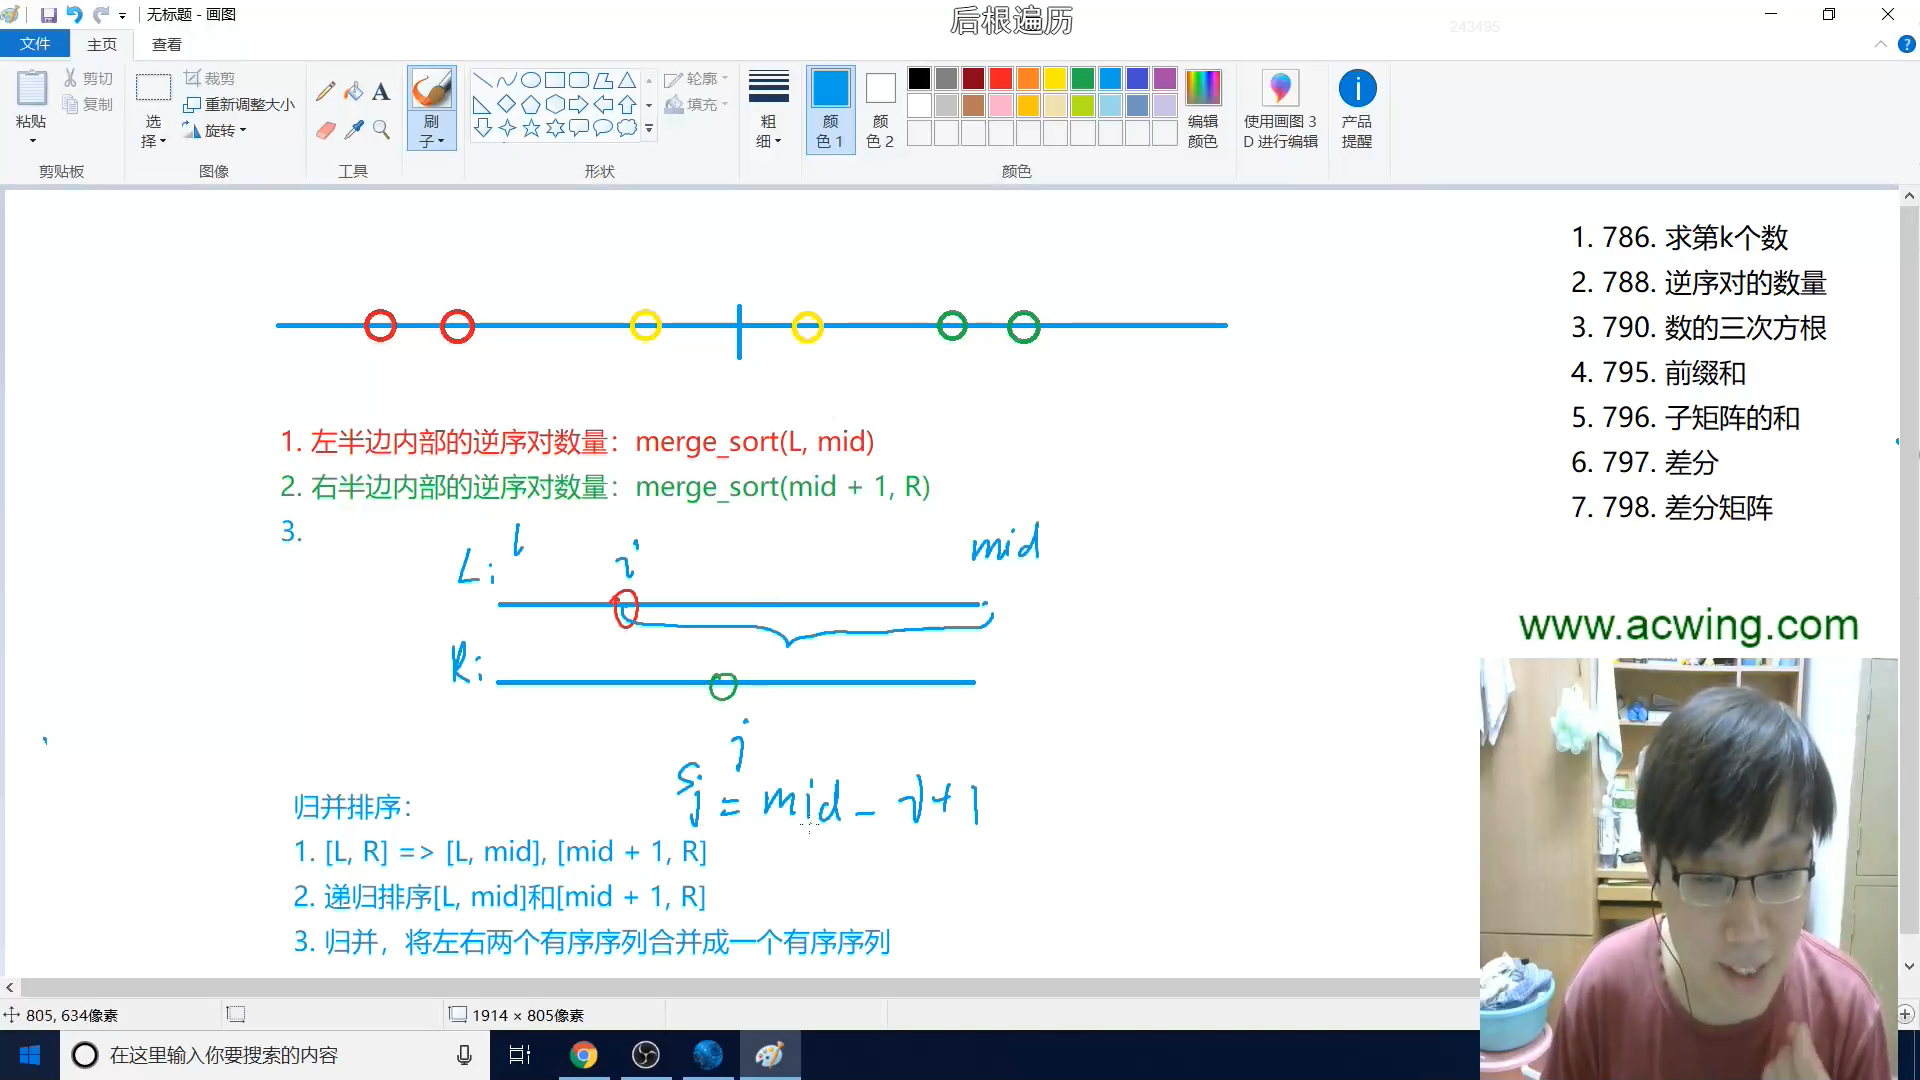 无标题 - 画图
后根遍历
243495
文件
主页
查看
粘贴
剪切
复制
剪贴板
选择
裁剪
重新调整大小
旋转
图像
A
工具
刷子
形状
轮廓
填充
粗细
颜色 1
颜色 2
颜色
编辑颜色
使用画图 3D 进行编辑
产品提醒
1. 786. 求第k个数
2. 788. 逆序对的数量
3. 790. 数的三次方根
4. 795. 前缀和
5. 796. 子矩阵的和
6. 797. 差分
7. 798. 差分矩阵
1. 左半边内部的逆序对数量：merge_sort(L, mid)
2. 右半边内部的逆序对数量：merge_sort(mid + 1, R)
3.
l
i
mid
Li
Ri
j
Sj = mid - i + 1
www.acwing.com
归并排序：
1. [L, R] => [L, mid], [mid + 1, R]
2. 递归排序[L, mid]和[mid + 1, R]
3. 归并，将左右两个有序序列合并成一个有序序列
805, 634像素
1914 × 805像素
在这里输入你要搜索的内容